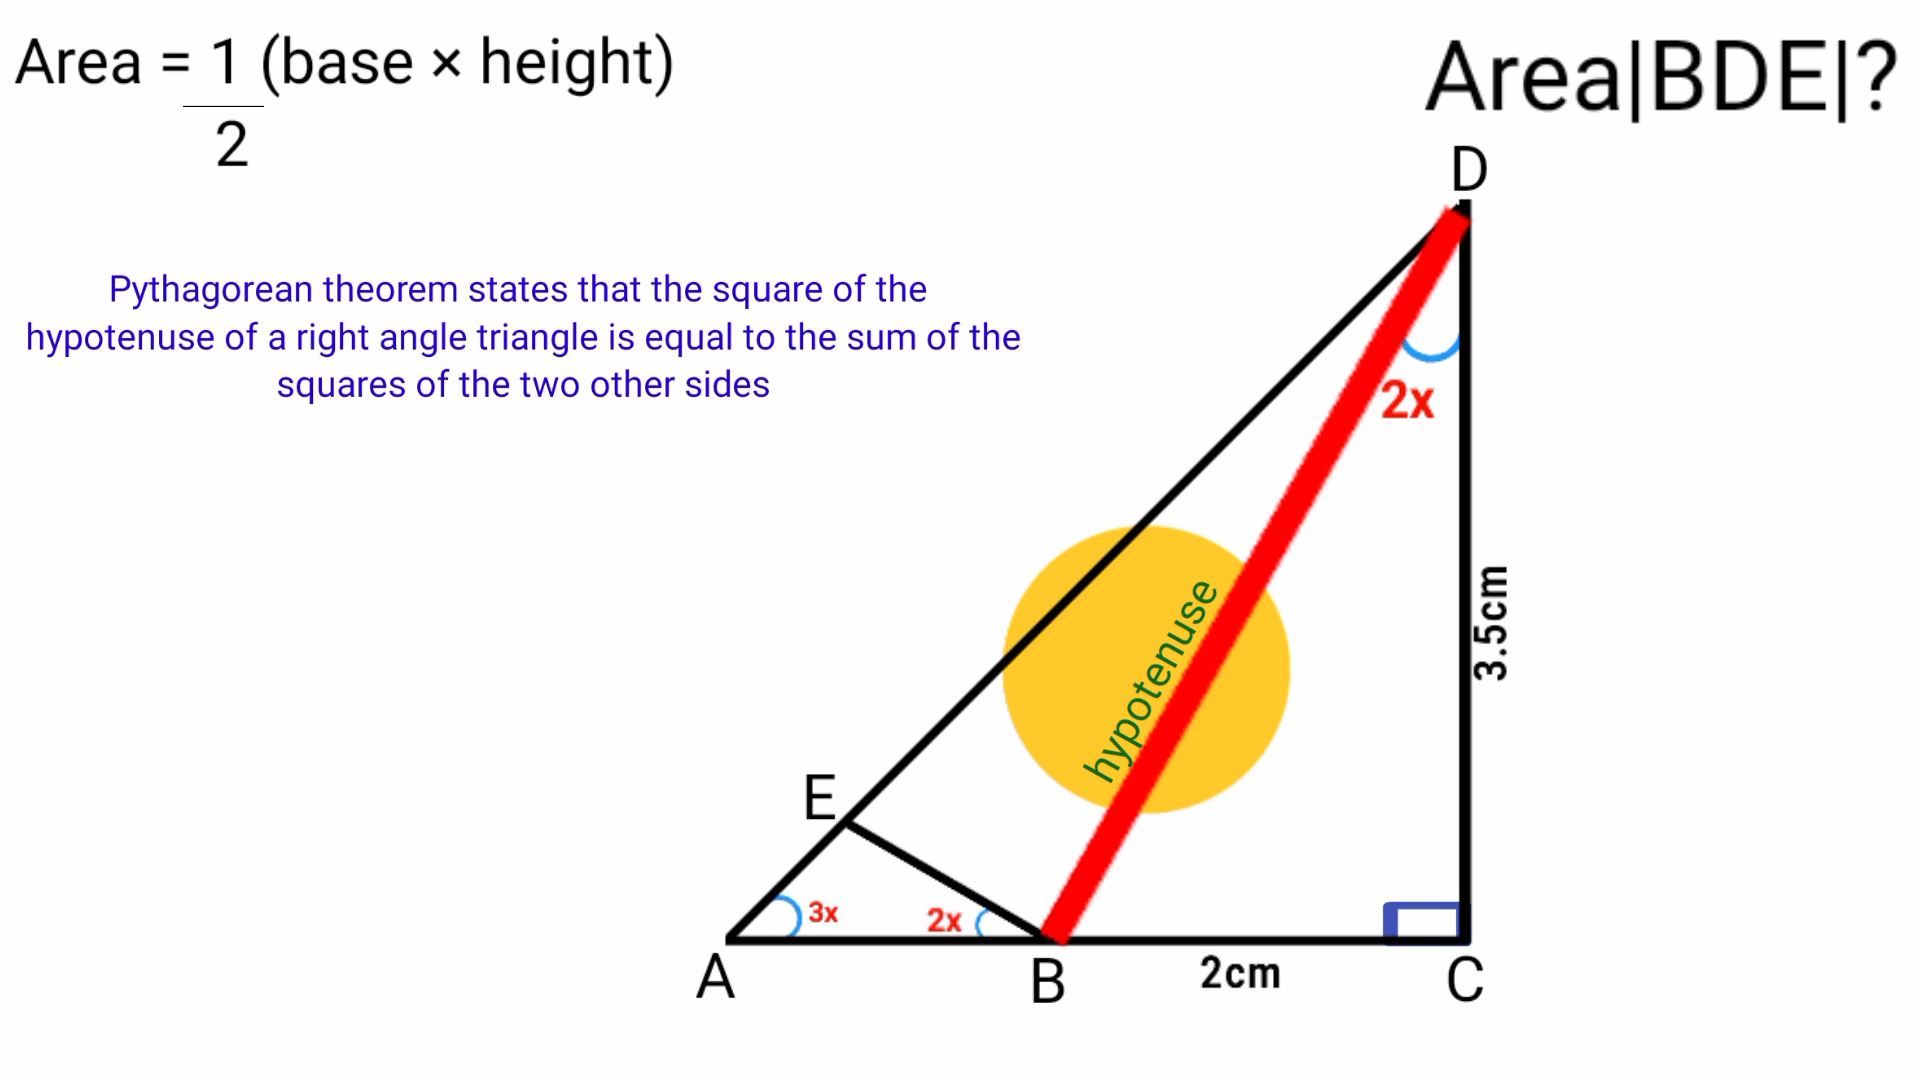 Area = 1 (base × height)
2
Area|BDE|?
Pythagorean theorem states that the square of the
hypotenuse of a right angle triangle is equal to the sum of the
squares of the two other sides
D
2x
hypotenuse
3.5cm
E
3x
2x
A
B
2cm
C